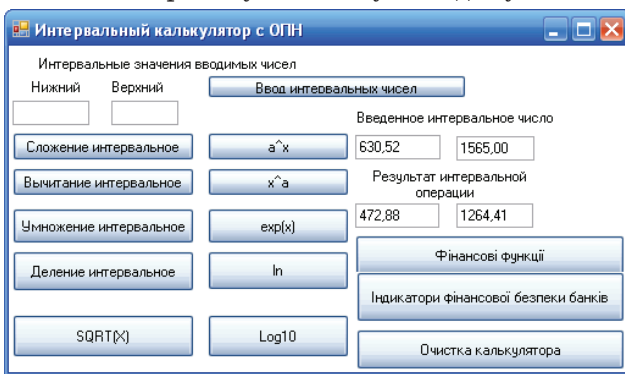 Интервальный калькулятор с ОПН
Интервальные значения вводимых чисел
Нижний Верхний
Ввод интервальных чисел
Введенное интервальное число
Сложение интервальное
a^x
630,52
1565,00
Вычитание интервальное
x^a
Результат интервальной
операции
Умножение интервальное
exp(x)
472,88
1264,41
Фінансові функції
Деление интервальное
ln
Індикатори фінансової безпеки банків
SQRT(X)
Log10
Очистка калькулятора